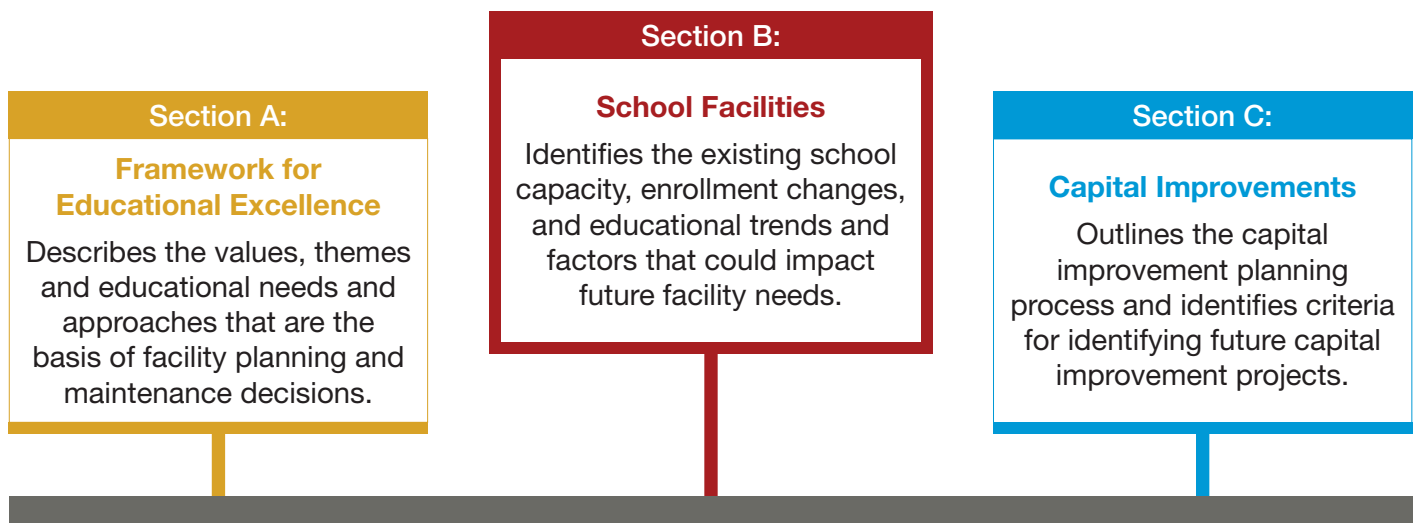 Section A:
Framework for
Educational Excellence
Describes the values, themes
and educational needs and
approaches that are the
basis of facility planning and
maintenance decisions.
Section B:
School Facilities
Identifies the existing school
capacity, enrollment changes,
and educational trends and
factors that could impact
future facility needs.
Section C:
Capital Improvements
Outlines the capital
improvement planning
process and identifies criteria
for identifying future capital
improvement projects.